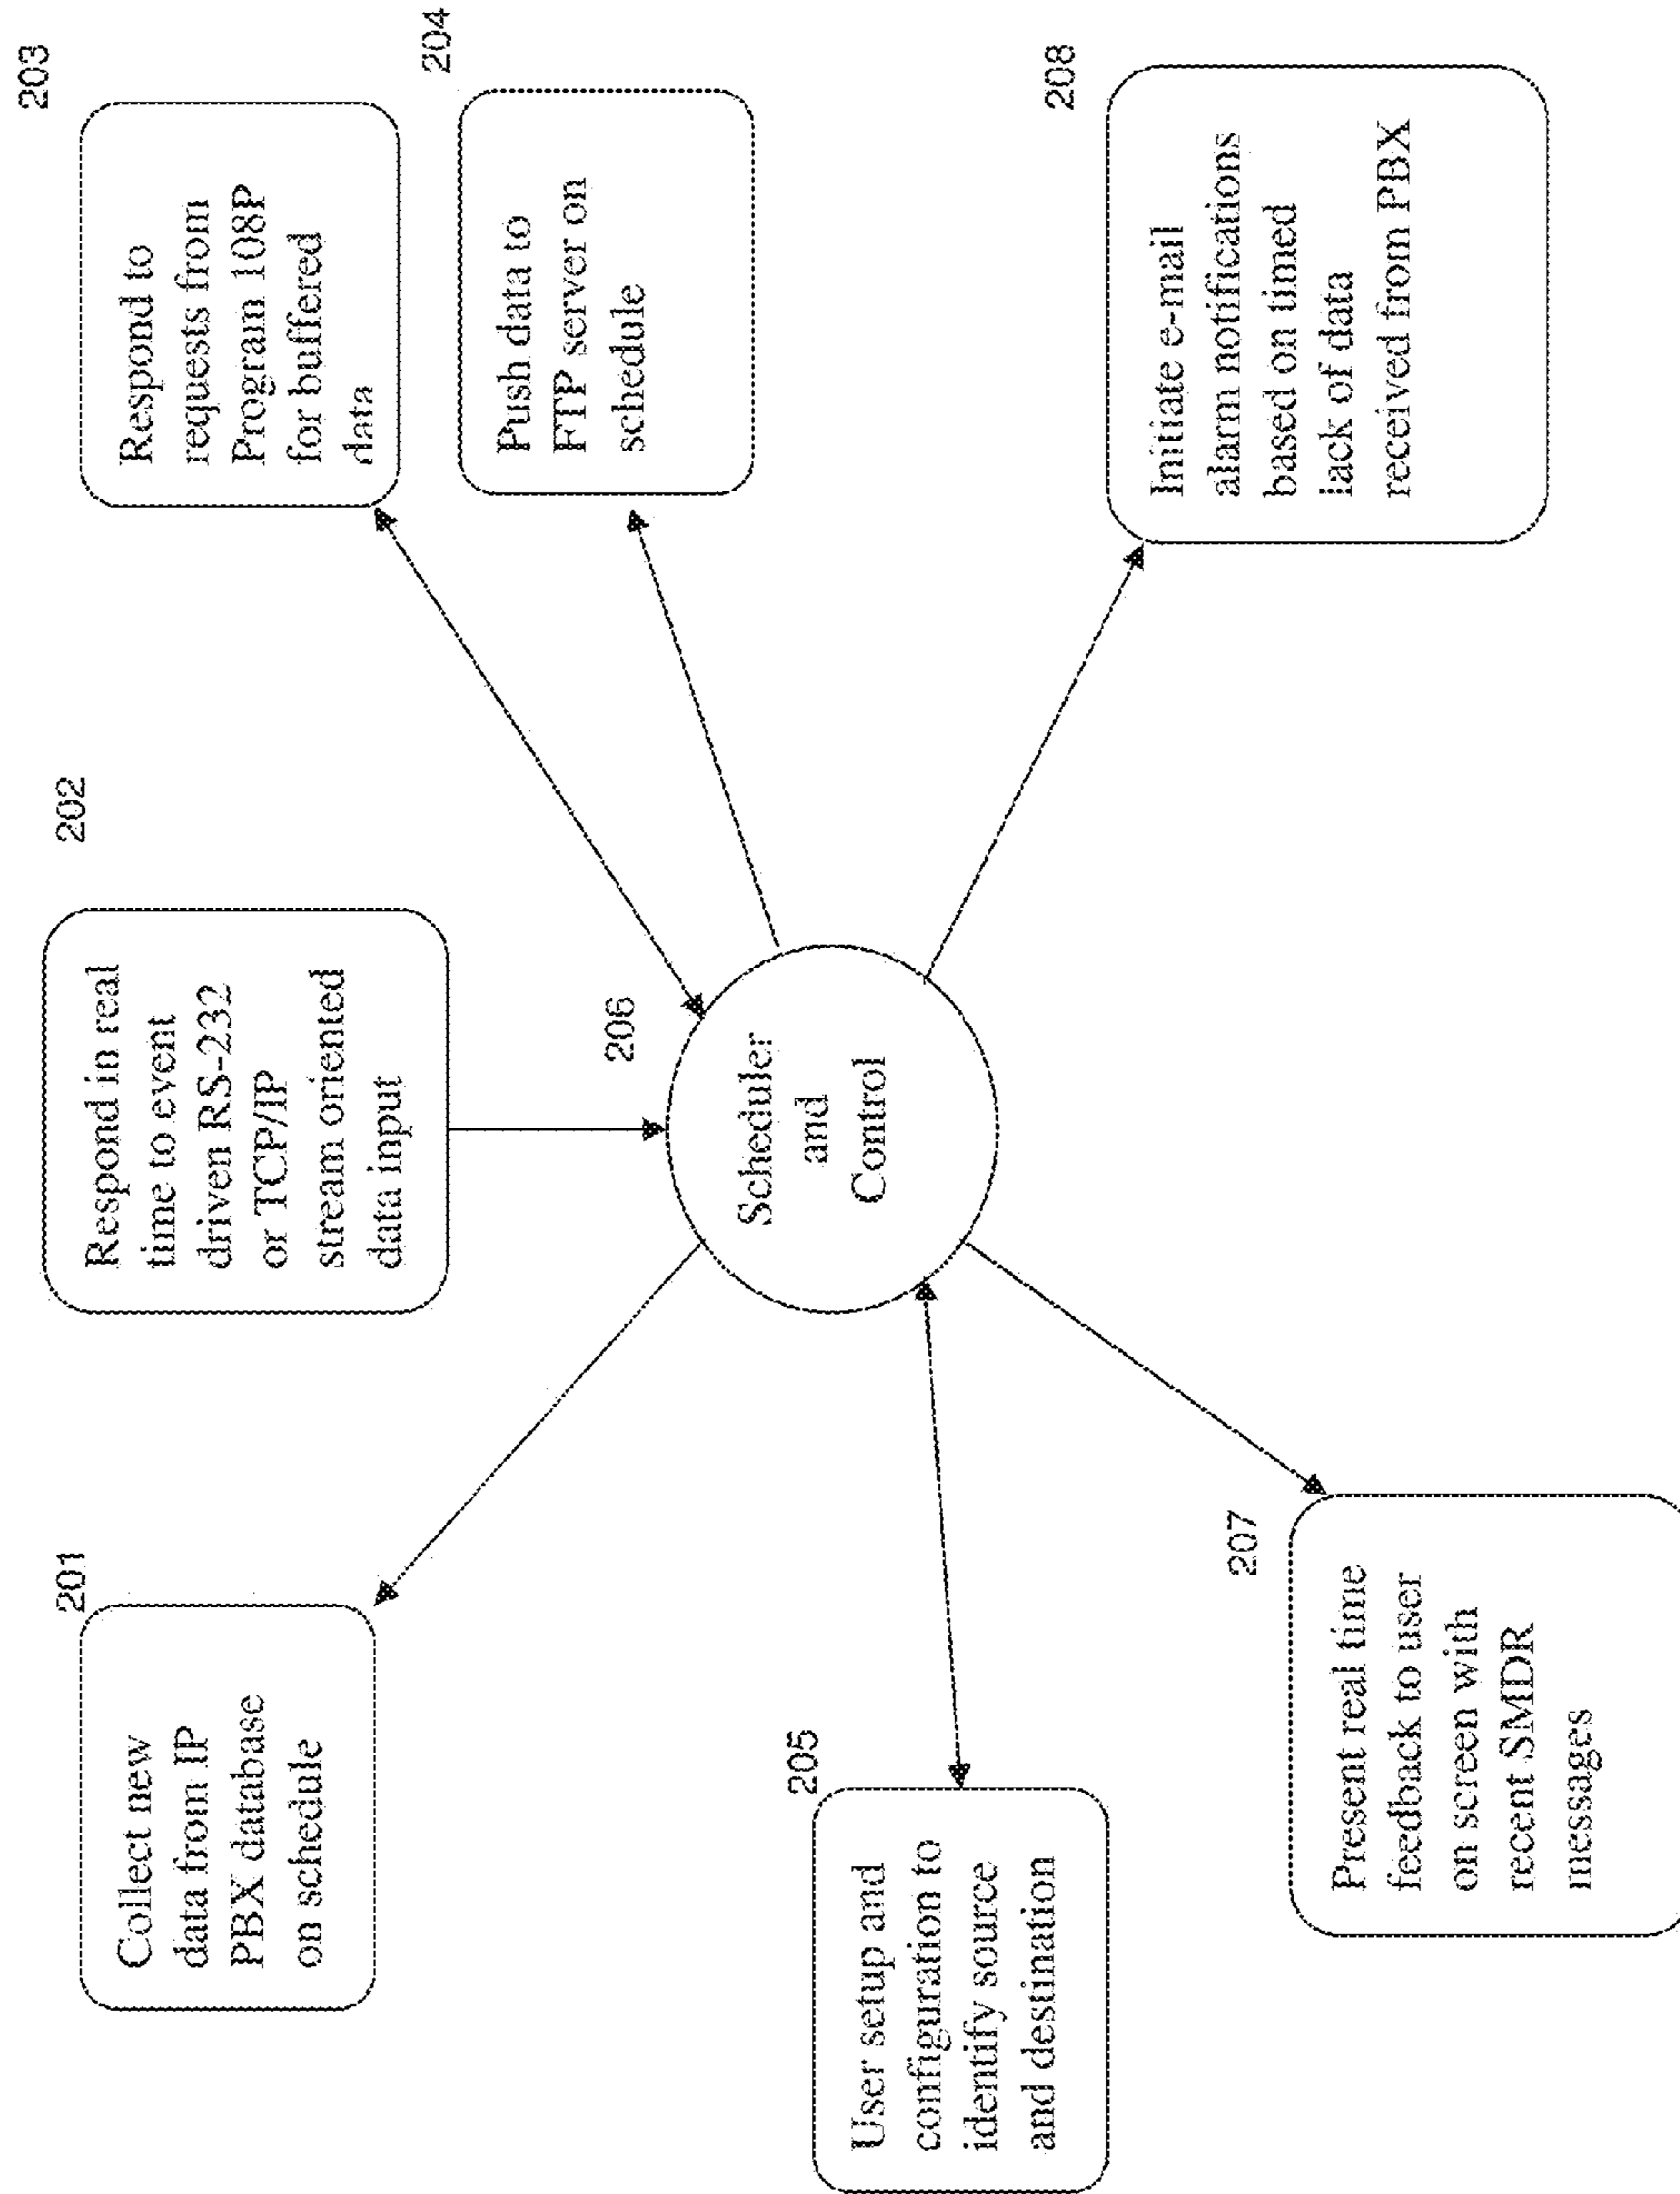 201
Collect new
data from IP
PBX database
on schedule
202
Respond in real
time to event
driven RS-232
or TCP/IP
stream oriented
data input
203
Respond to
requests from
Program 108P
for buffered
data
204
Push data to
FTP server on
schedule
205
User setup and
configuration to
identify source
and destination
206
Scheduler
and
Control
207
Present real time
feedback to user
on screen with
recent SMDR
messages
208
Initiate e-mail
alarm notifications
based on timed
lack of data
received from PBX